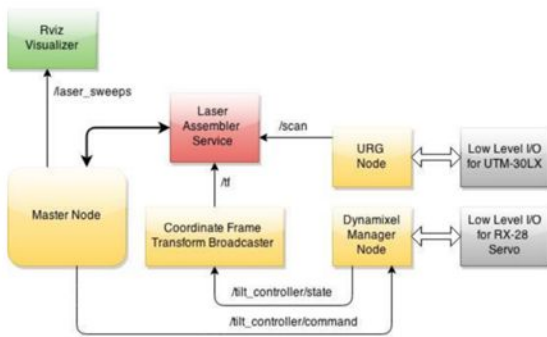 Rviz
Visualizer
/laser_sweeps
Laser
Assembler
Service
/scan
URG
Node
Low Level I/O
for UTM-30LX
/tf
Master Node
Coordinate Frame
Transform Broadcaster
Dynamixel
Manager
Node
Low Level I/O
for RX-28
Servo
/tilt_controller/state
/tilt_controller/command